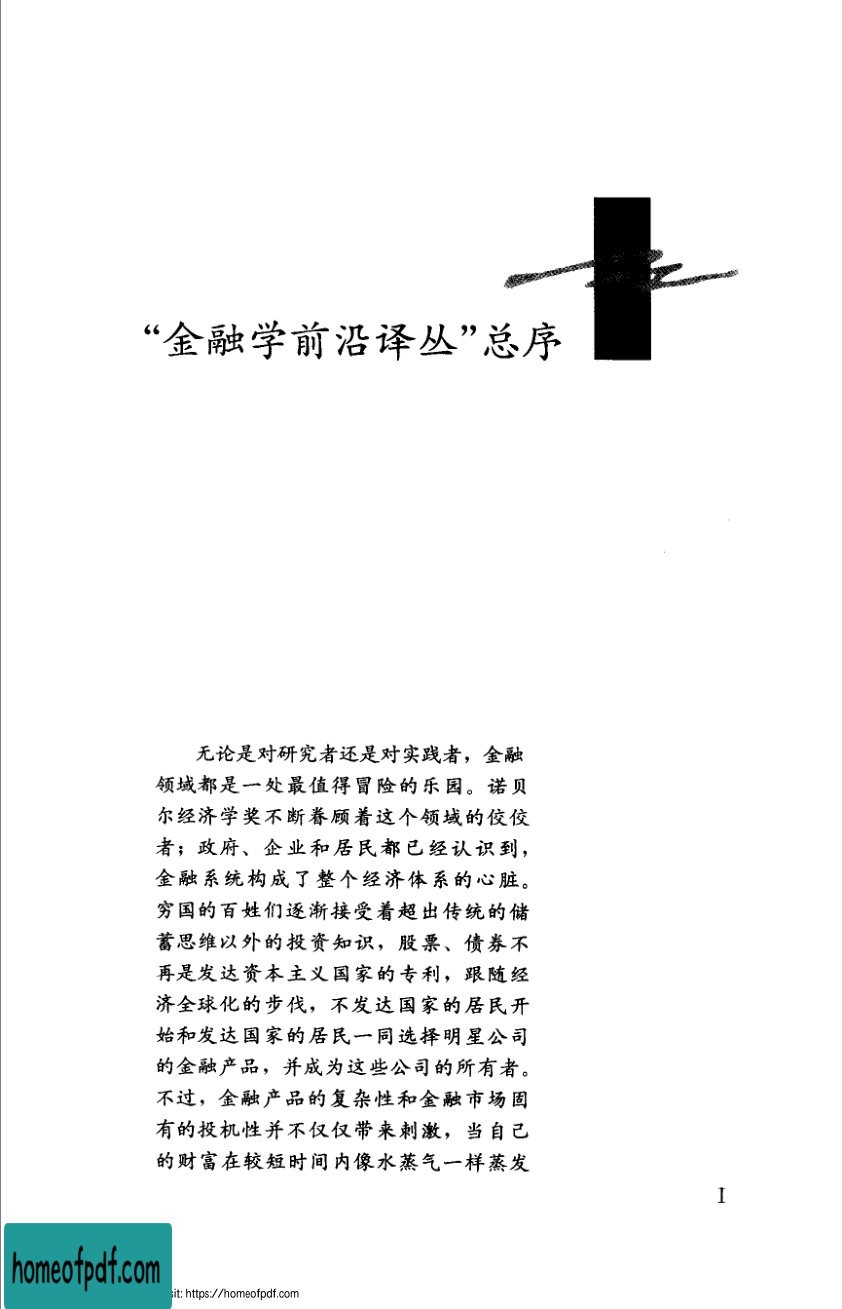 “金融学前沿译丛”总序
无论是对研究者还是对实践者，金融
领域都是一处最值得冒险的乐园。诺贝
尔经济学奖不断眷顾着这个领域的佼佼
者；政府、企业和居民都已经认识到，
金融系统构成了整个经济体系的心脏。
穷国的百姓们逐渐接受着超出传统的储
蓄思维以外的投资知识，股票、债券不
再是发达资本主义国家的专利，跟随经
济全球化的步伐，不发达国家的居民开
始和发达国家的居民一同选择明星公司
的金融产品，并成为这些公司的所有者。
不过，金融产品的复杂性和金融市场固
有的投机性并不仅仅带来刺激，当自己
的财富在较短时间内像水蒸气一样蒸发
I
homeofpdf.com
sit: https://homeofpdf.com